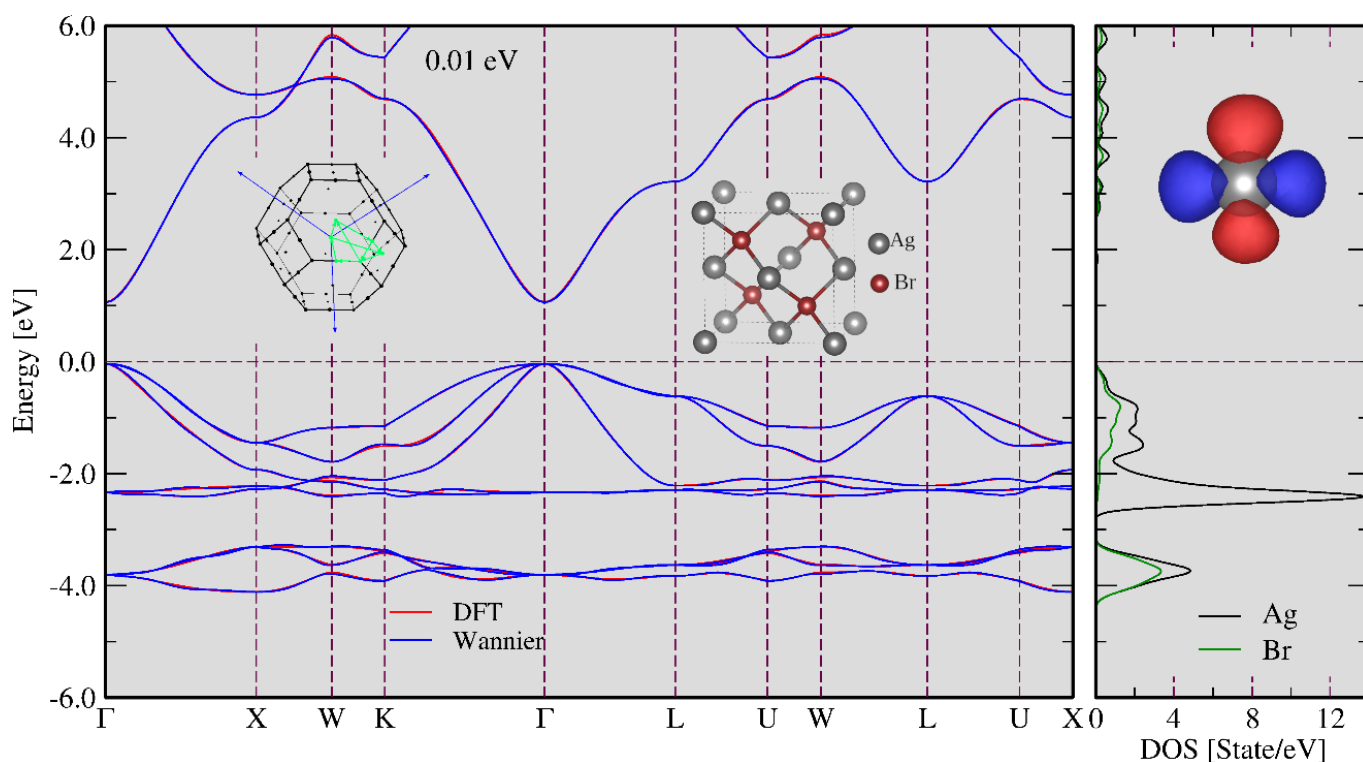 6.0
4.0
2.0
0.0
-2.0
-4.0
-6.0
Energy [eV]
0.01 eV
Ag
Br
DFT
Wannier
Γ X W K Γ L U W L U X
Ag
Br
0 4 8 12
DOS [State/eV]